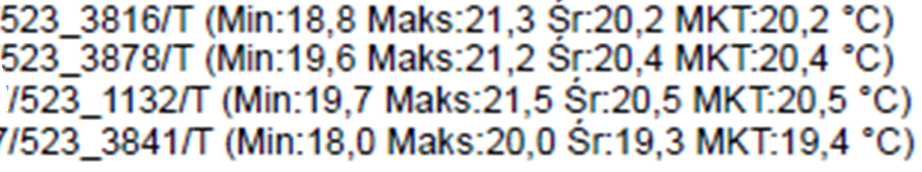 523_3816/T (Min:18,8 Maks:21,3 Śr:20,2 MKT:20,2 °C)
523_3878/T (Min:19,6 Maks:21,2 Śr:20,4 MKT:20,4 °C)
/523_1132/T (Min:19,7 Maks:21,5 Śr:20,5 MKT:20,5 °C)
/523_3841/T (Min:18,0 Maks:20,0 Śr:19,3 MKT:19,4 °C)